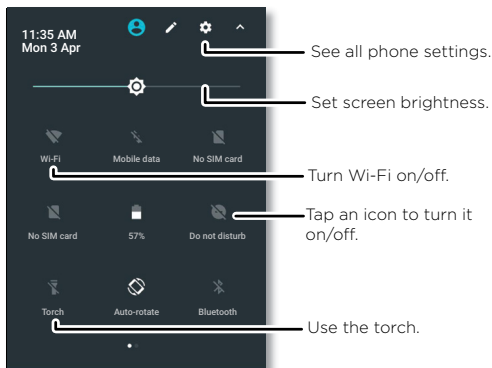 11:35 AM
Mon 3 Apr
See all phone settings.
Set screen brightness.
Wi-Fi
Mobile data
No SIM card
Turn Wi-Fi on/off.
Tap an icon to turn it
on/off.
No SIM card
57%
Do not disturb
Torch
Auto-rotate
Bluetooth
Use the torch.